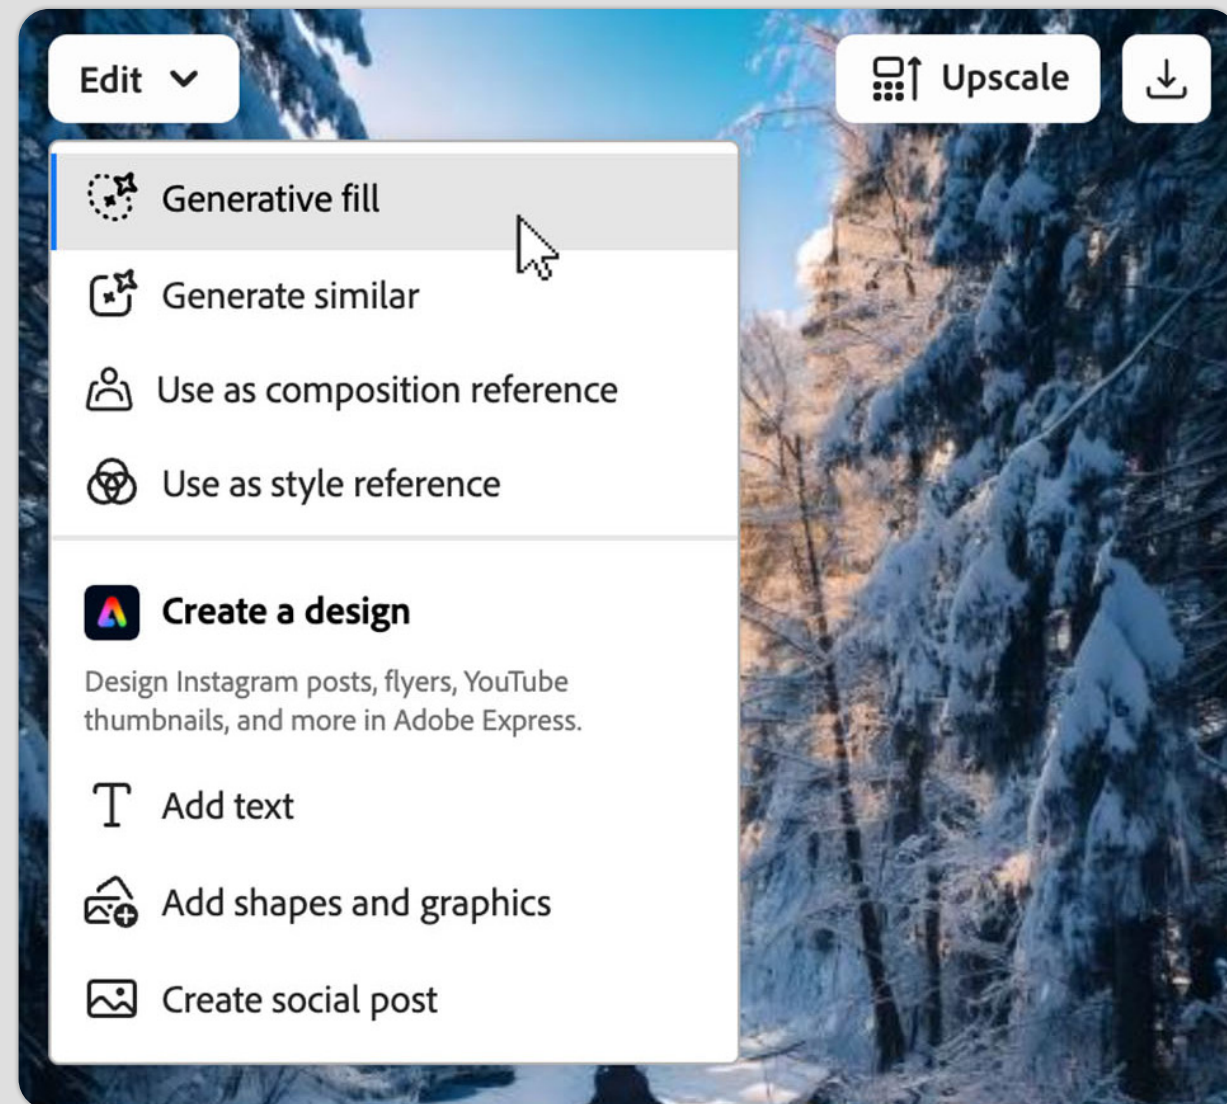 Edit
Upscale
Generative fill
Generate similar
Use as composition reference
Use as style reference
Create a design
Design Instagram posts, flyers, YouTube
thumbnails, and more in Adobe Express.
Add text
Add shapes and graphics
Create social post